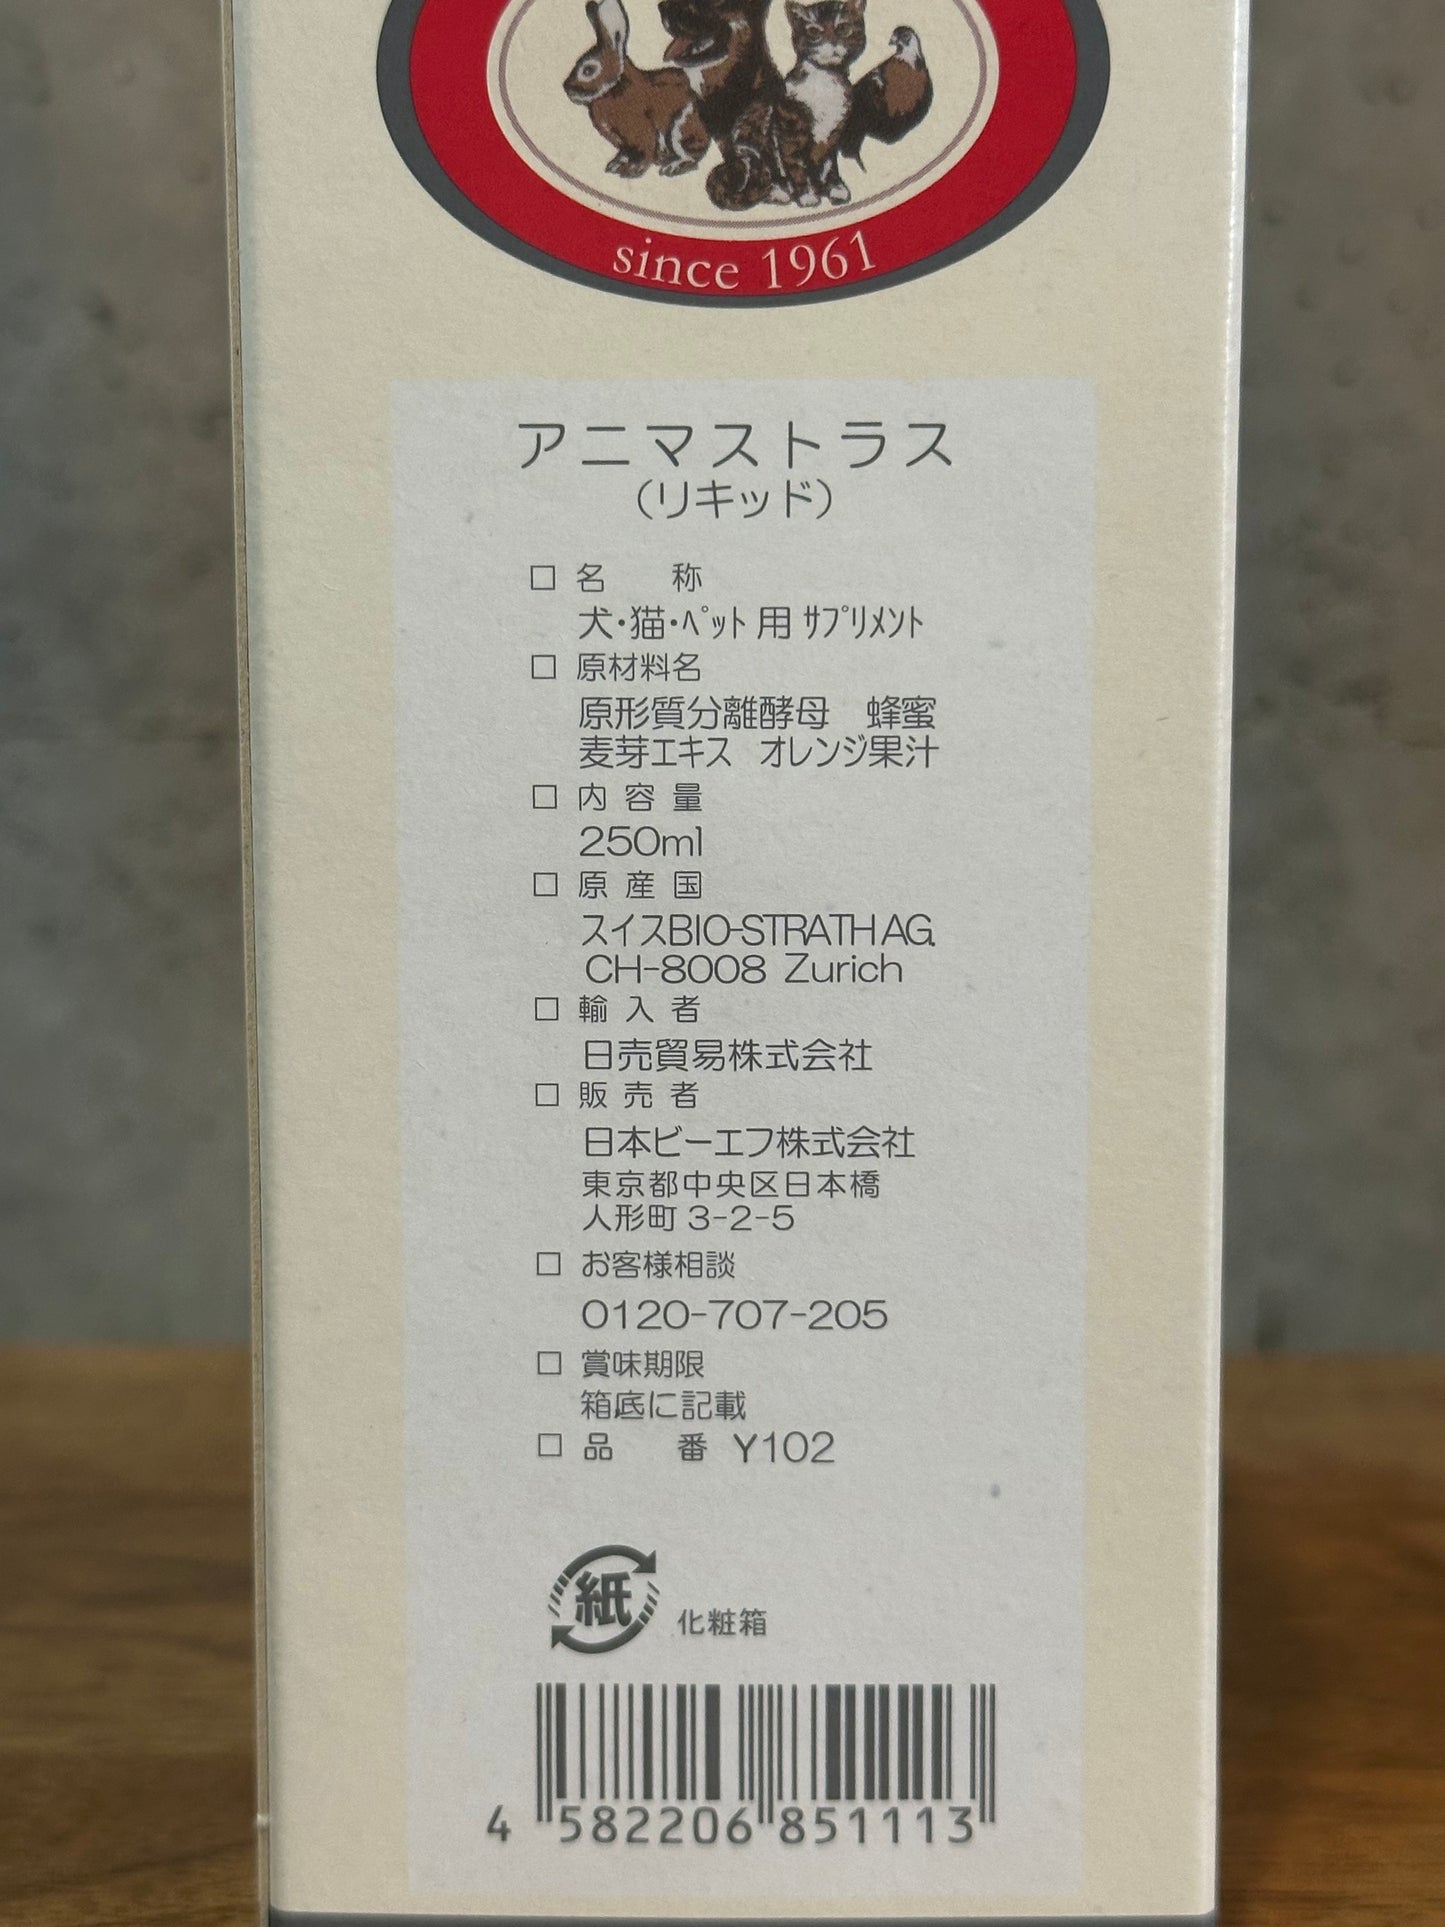 since 1961
アニマストラス
(リキッド)
□ 名　称
犬・猫・ﾍﾟｯﾄ用ｻﾌﾟﾘﾒﾝﾄ
□ 原材料名
原形質分離酵母　蜂蜜
麦芽エキス　オレンジ果汁
□ 内容量
250ml
□ 原産国
スイスBIO-STRATH AG.
CH-8008 Zurich
□ 輸入者
日売貿易株式会社
□ 販売者
日本ビーエフ株式会社
東京都中央区日本橋
人形町 3-2-5
□ お客様相談
0120-707-205
□ 賞味期限
箱底に記載
□ 品　番 Y102
紙 化粧箱
4 582206 851113